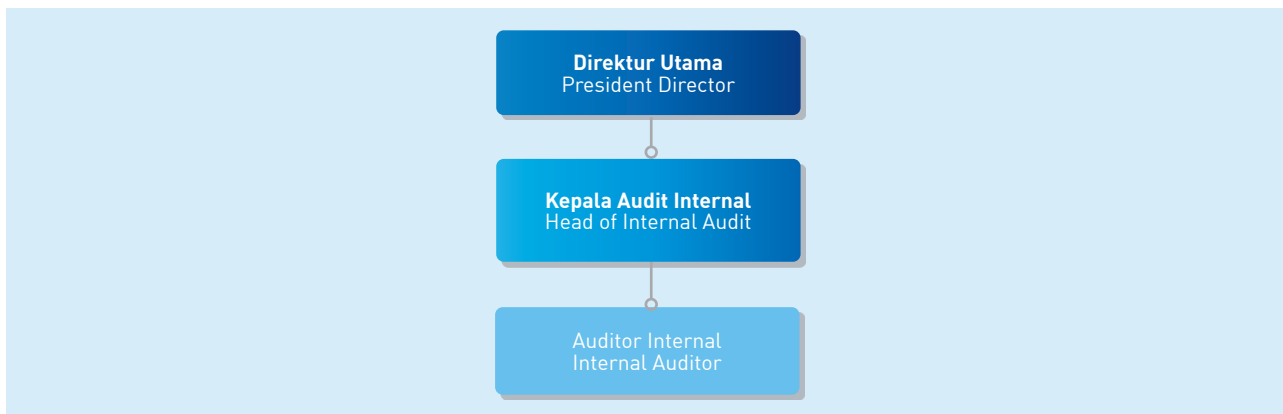 Direktur Utama
President Director
Kepala Audit Internal
Head of Internal Audit
Auditor Internal
Internal Auditor